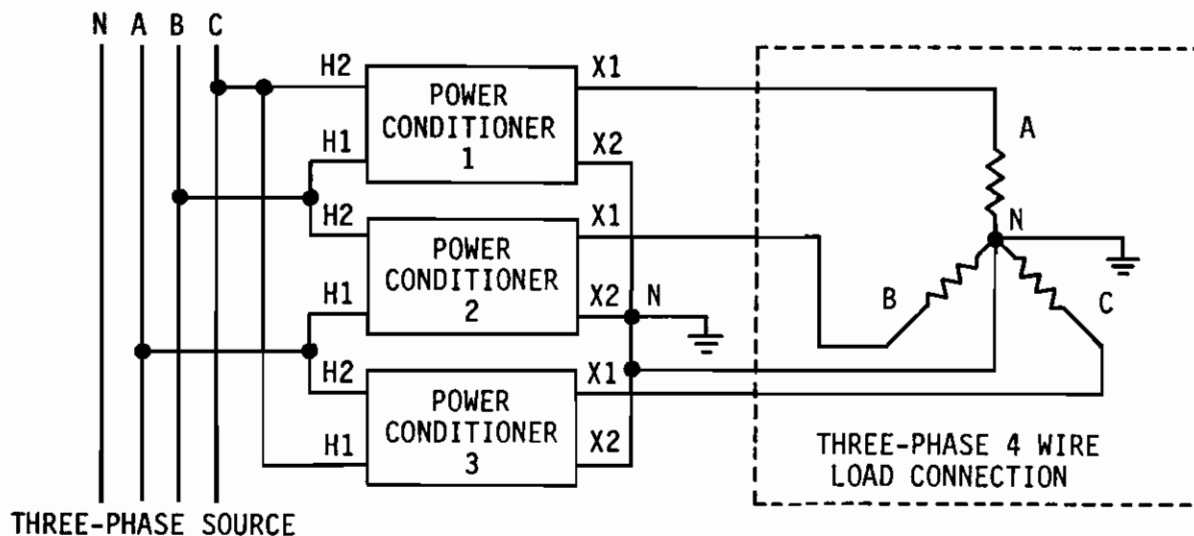 N A B C
H2
POWER
CONDITIONER
1
X1
H1
X2
A
H2
POWER
CONDITIONER
2
X1
N
H1
X2 N
B
C
H2
POWER
CONDITIONER
3
X1
H1
X2
THREE-PHASE 4 WIRE
LOAD CONNECTION
THREE-PHASE SOURCE